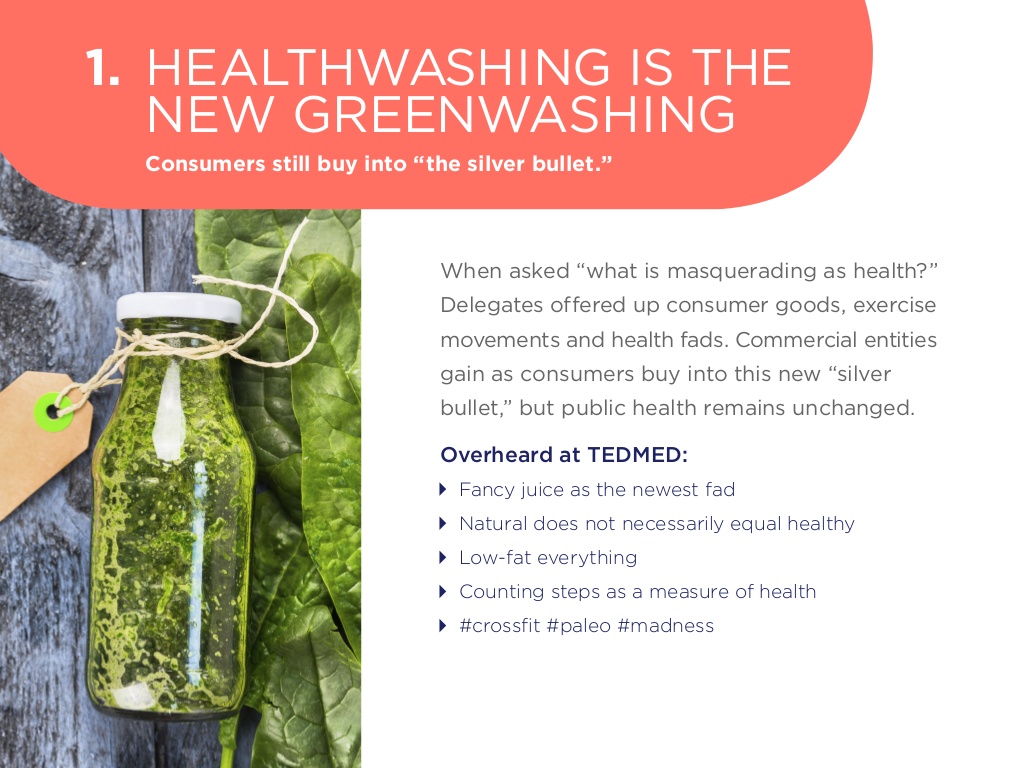 1. HEALTHWASHING IS THE
NEW GREENWASHING
Consumers still buy into “the silver bullet.”
When asked “what is masquerading as health?”
Delegates offered up consumer goods, exercise
movements and health fads. Commercial entities
gain as consumers buy into this new “silver
bullet,” but public health remains unchanged.
Overheard at TEDMED:
Fancy juice as the newest fad
Natural does not necessarily equal healthy
Low-fat everything
Counting steps as a measure of health
#crossfit #paleo #madness